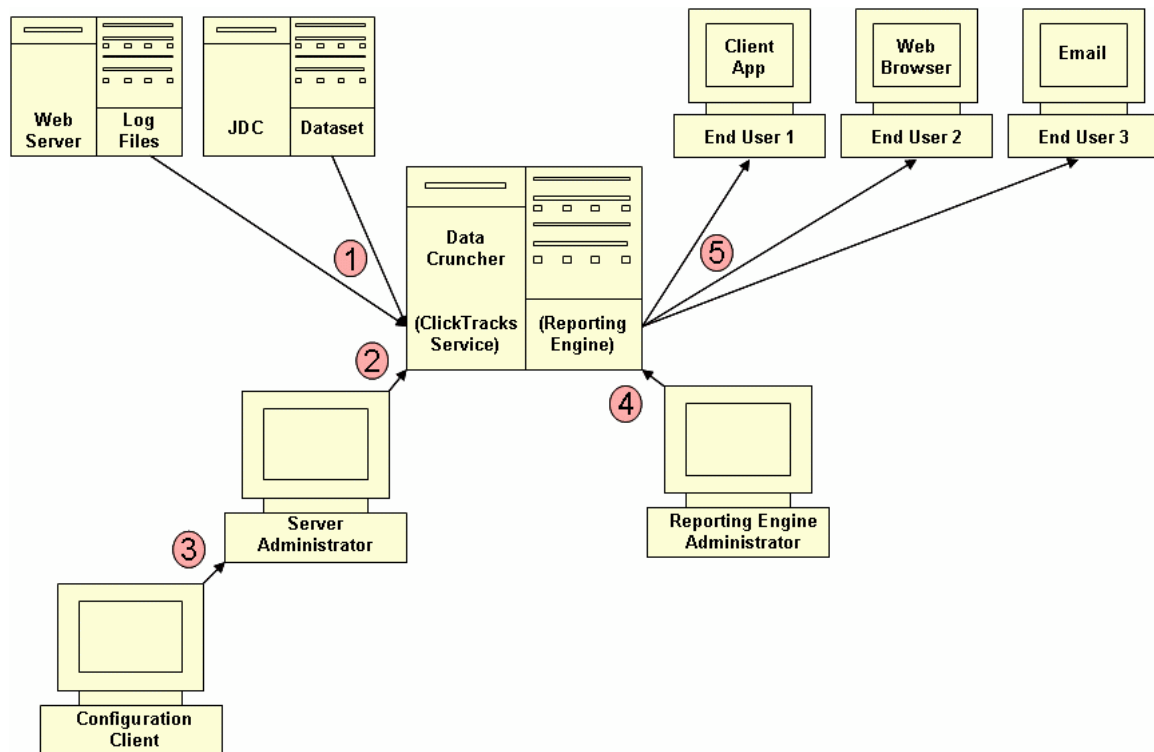 Web
Server
Log
Files
JDC
Dataset
Client
App
End User 1
Web
Browser
End User 2
Email
End User 3
1
Data
Cruncher
(ClickTracks
Service)
(Reporting
Engine)
5
2
4
Server
Administrator
Reporting Engine
Administrator
3
Configuration
Client